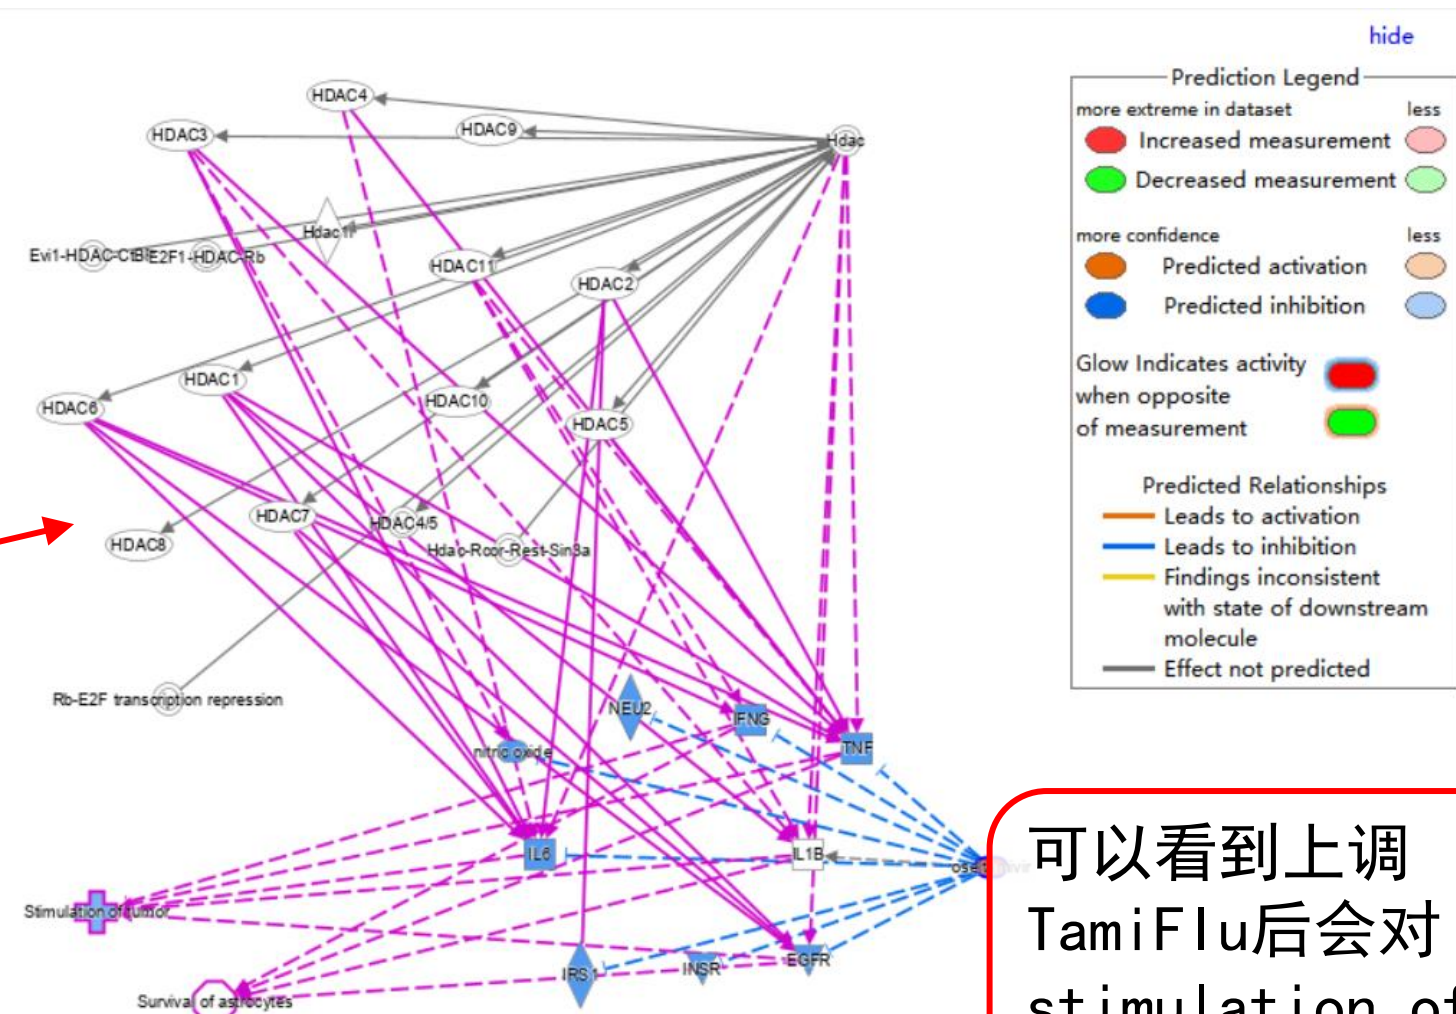 hide
Prediction Legend
more extreme in dataset less
Increased measurement
Decreased measurement
more confidence less
Predicted activation
Predicted inhibition
Glow Indicates activity
when opposite
of measurement
Predicted Relationships
Leads to activation
Leads to inhibition
Findings inconsistent
with state of downstream
molecule
Effect not predicted
HDAC4
HDAC9
HDAC3
Hdac
Hdac1r
E2F1-HDAC-Rb
HDAC11
HDAC2
HDAC1
HDAC6
HDAC10
HDAC5
HDAC7
HDAC4/5
HDAC8
Hdac-Rcor-Rest-Sin3a
Rb-E2F transcription repression
NEU2
IFNG
TNF
nitric oxide
IL6
IL1B
Stimulation of tumor
IRS1
INSR
EGFR
Survival of astrocytes
可以看到上调
TamiFlu后会对
stimulation of